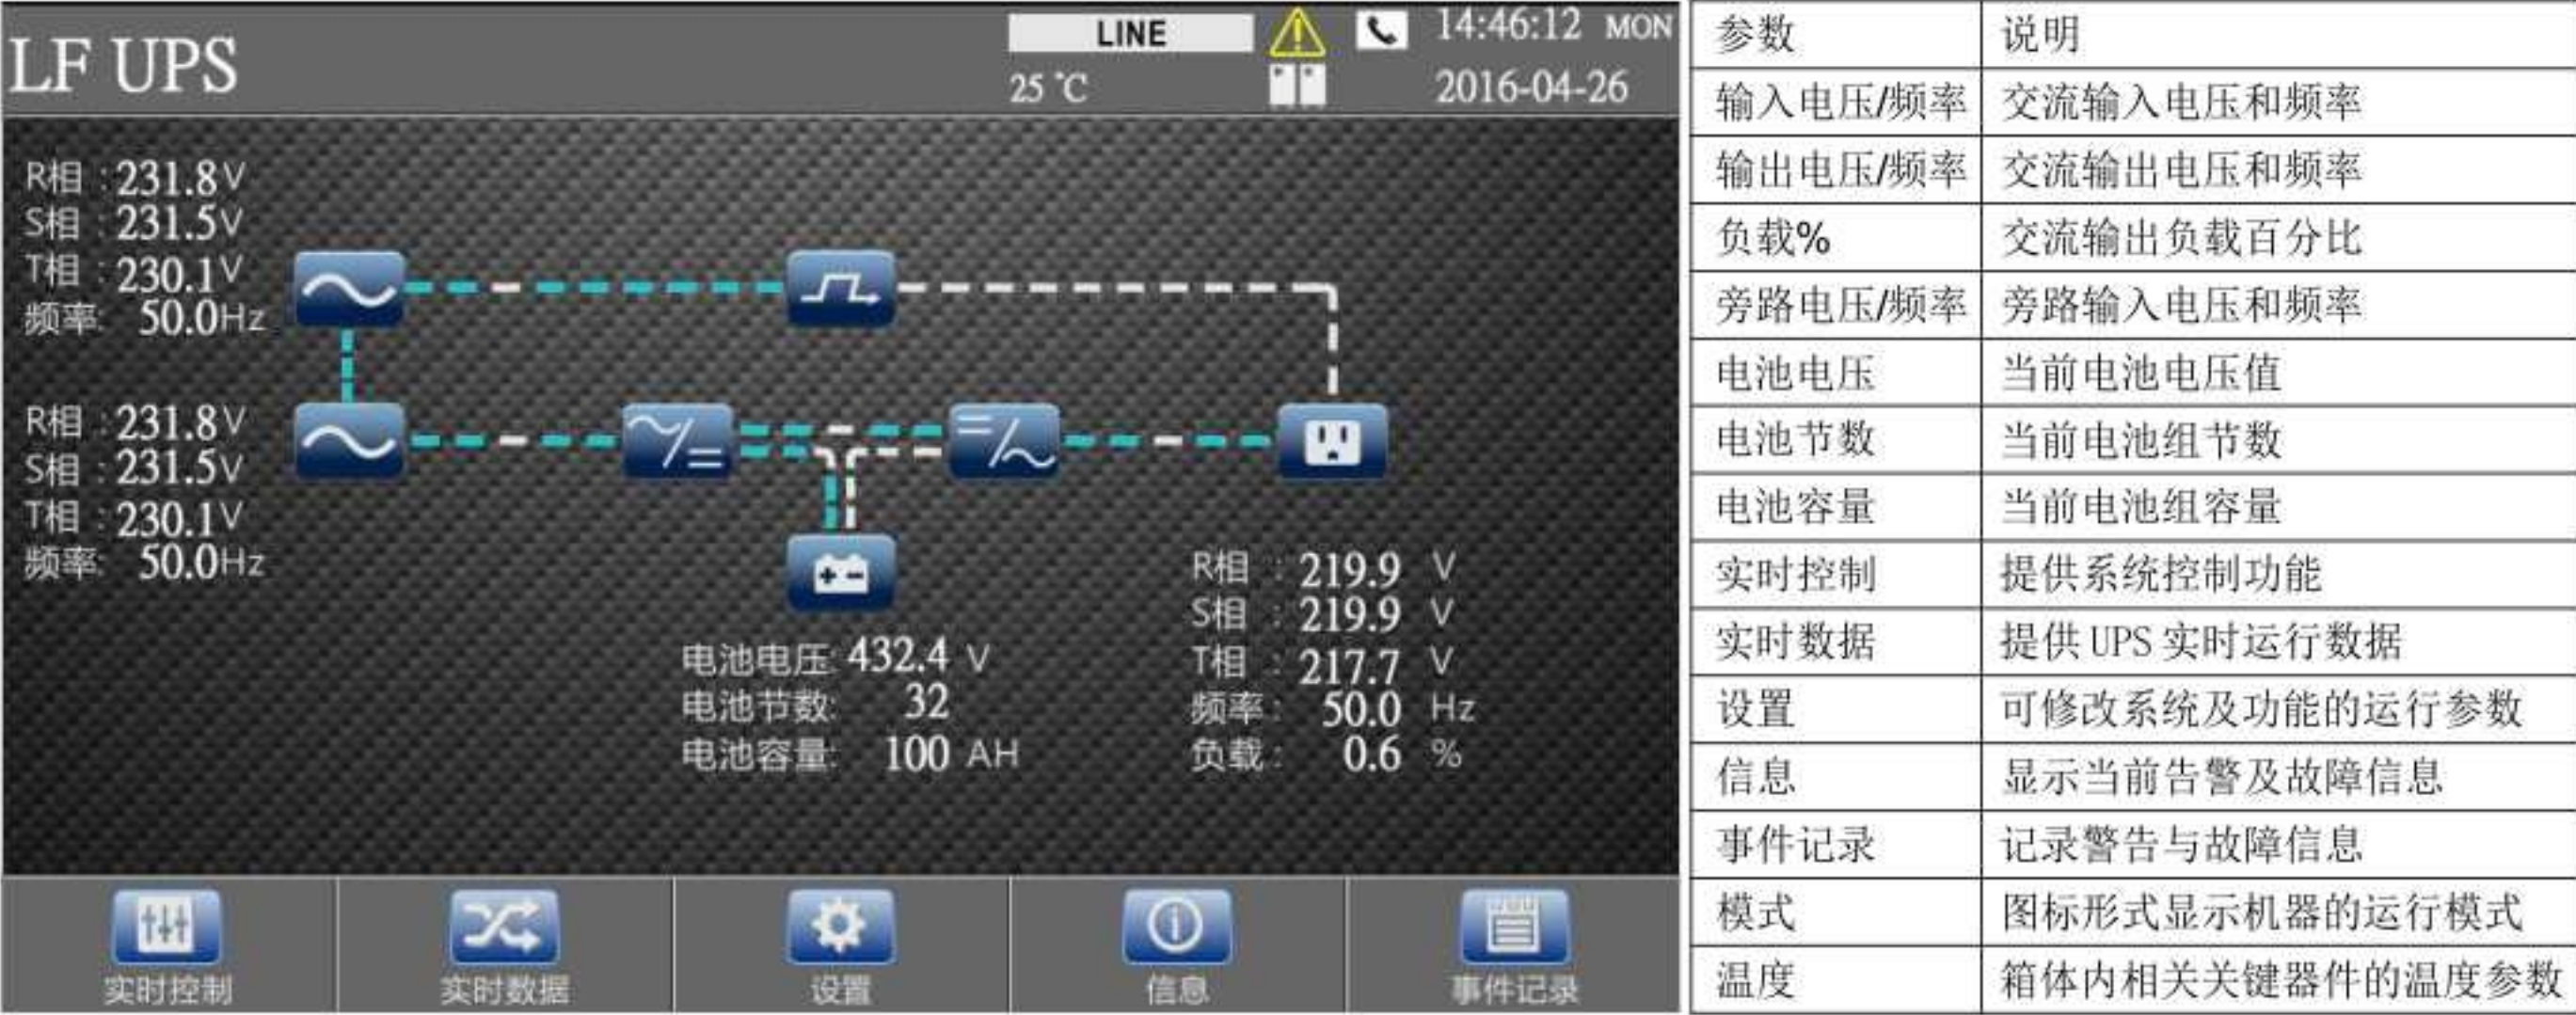 LF UPS
LINE
14:46:12 MON
25 ℃
2016-04-26
R相 : 231.8 V
S相 : 231.5 V
T相 : 230.1 V
频率: 50.0 Hz
R相 : 231.8 V
S相 : 231.5 V
T相 : 230.1 V
频率: 50.0 Hz
电池电压: 432.4 V
电池节数: 32
电池容量: 100 AH
R相 : 219.9 V
S相 : 219.9 V
T相 : 217.7 V
频率 : 50.0 Hz
负载 : 0.6 %
实时控制
实时数据
设置
信息
事件记录
参数 说明
输入电压/频率 交流输入电压和频率
输出电压/频率 交流输出电压和频率
负载% 交流输出负载百分比
旁路电压/频率 旁路输入电压和频率
电池电压 当前电池电压值
电池节数 当前电池组节数
电池容量 当前电池组容量
实时控制 提供系统控制功能
实时数据 提供 UPS 实时运行数据
设置 可修改系统及功能的运行参数
信息 显示当前告警及故障信息
事件记录 记录警告与故障信息
模式 图标形式显示机器的运行模式
温度 箱体内相关关键器件的温度参数